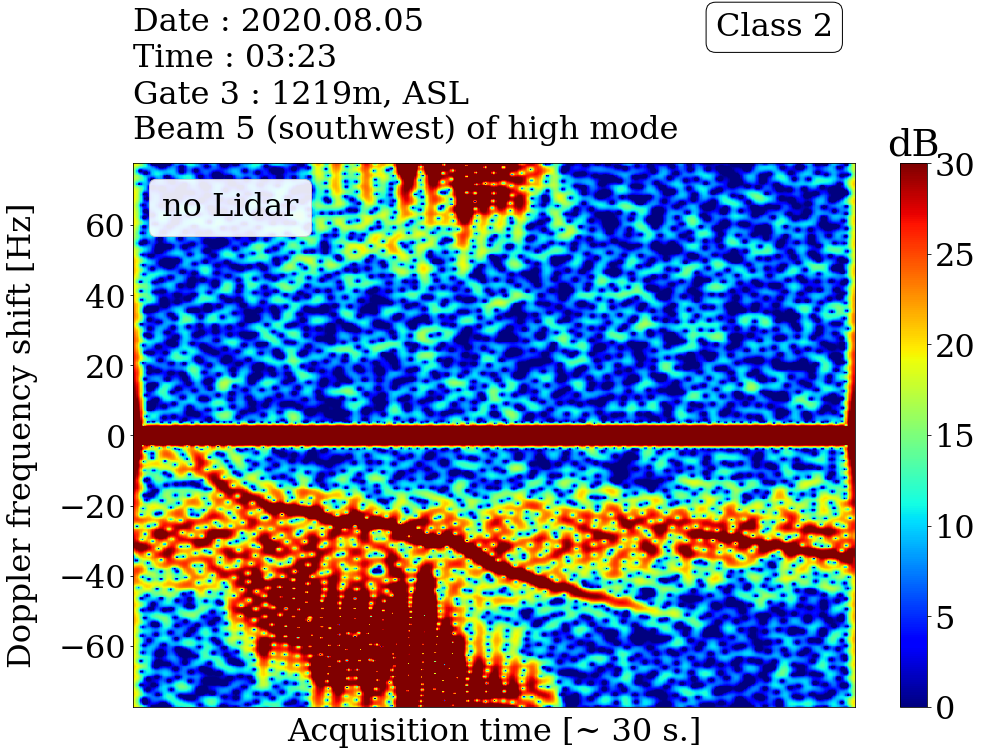 Date : 2020.08.05
Time : 03:23
Gate 3 : 1219m, ASL
Beam 5 (southwest) of high mode
Class 2
dB
no Lidar
Doppler frequency shift [Hz]
60
40
20
0
−20
−40
−60
30
25
20
15
10
5
0
Acquisition time [~ 30 s.]